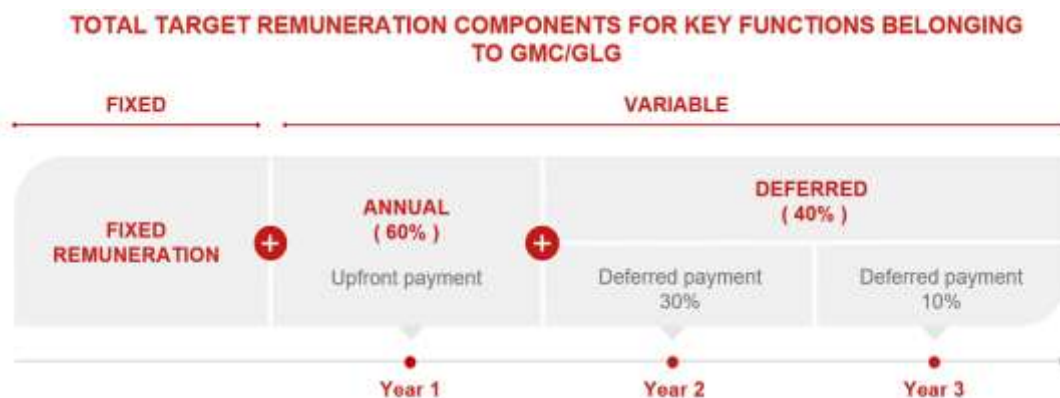 TOTAL TARGET REMUNERATION COMPONENTS FOR KEY FUNCTIONS BELONGING
TO GMC/GLG
FIXED
VARIABLE
FIXED
REMUNERATION
+
ANNUAL
( 60% )
Upfront payment
+
DEFERRED
( 40% )
Deferred payment
30%
Deferred payment
10%
Year 1
Year 2
Year 3